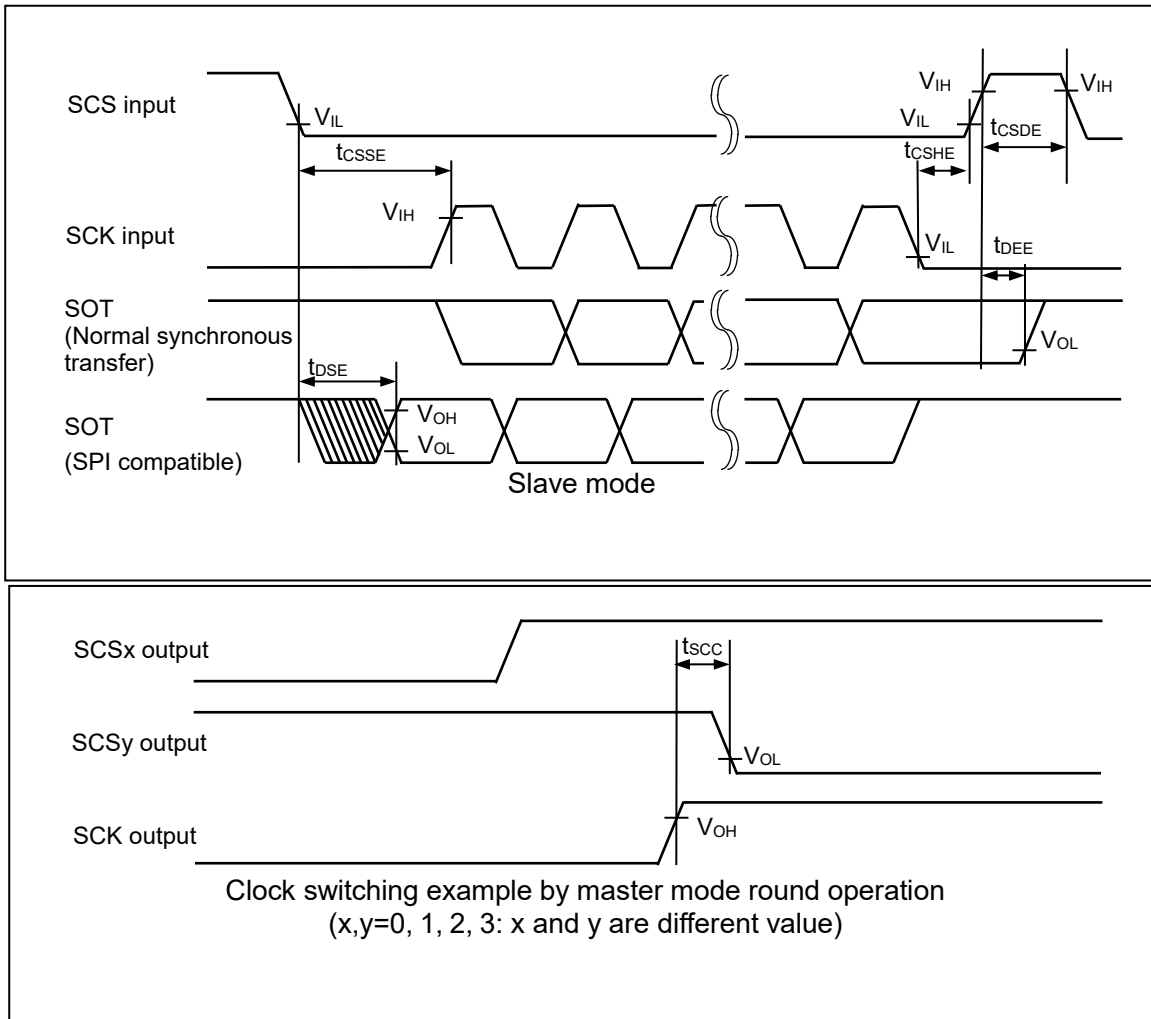 SCS input
VIL
VIH
VIH
VIL
tCSDE
tCSSE
tCSHE
VIH
SCK input
VIL
tDEE
SOT
(Normal synchronous
transfer)
VOL
tDSE
SOT
(SPI compatible)
VOH
VOL
Slave mode
SCSx output
tSCC
SCSy output
VOL
SCK output
VOH
Clock switching example by master mode round operation
(x,y=0, 1, 2, 3: x and y are different value)